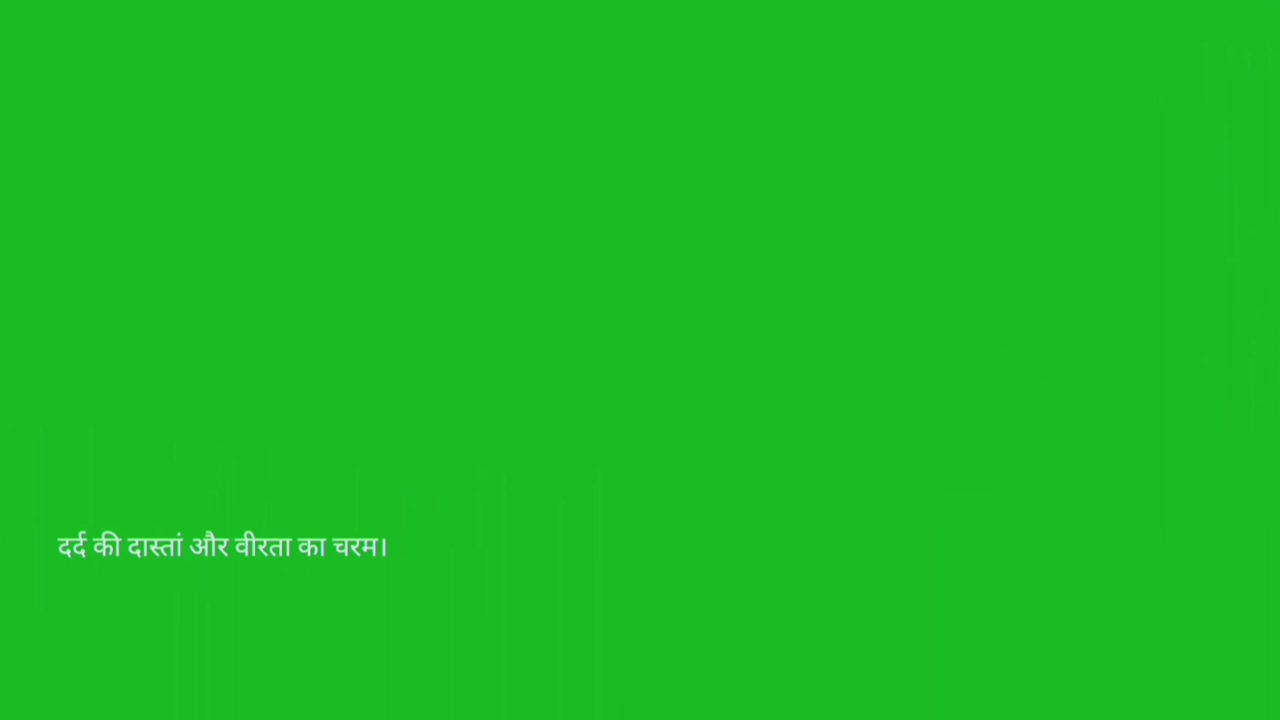 दर्द की दास्तां और वीरता का चरम।